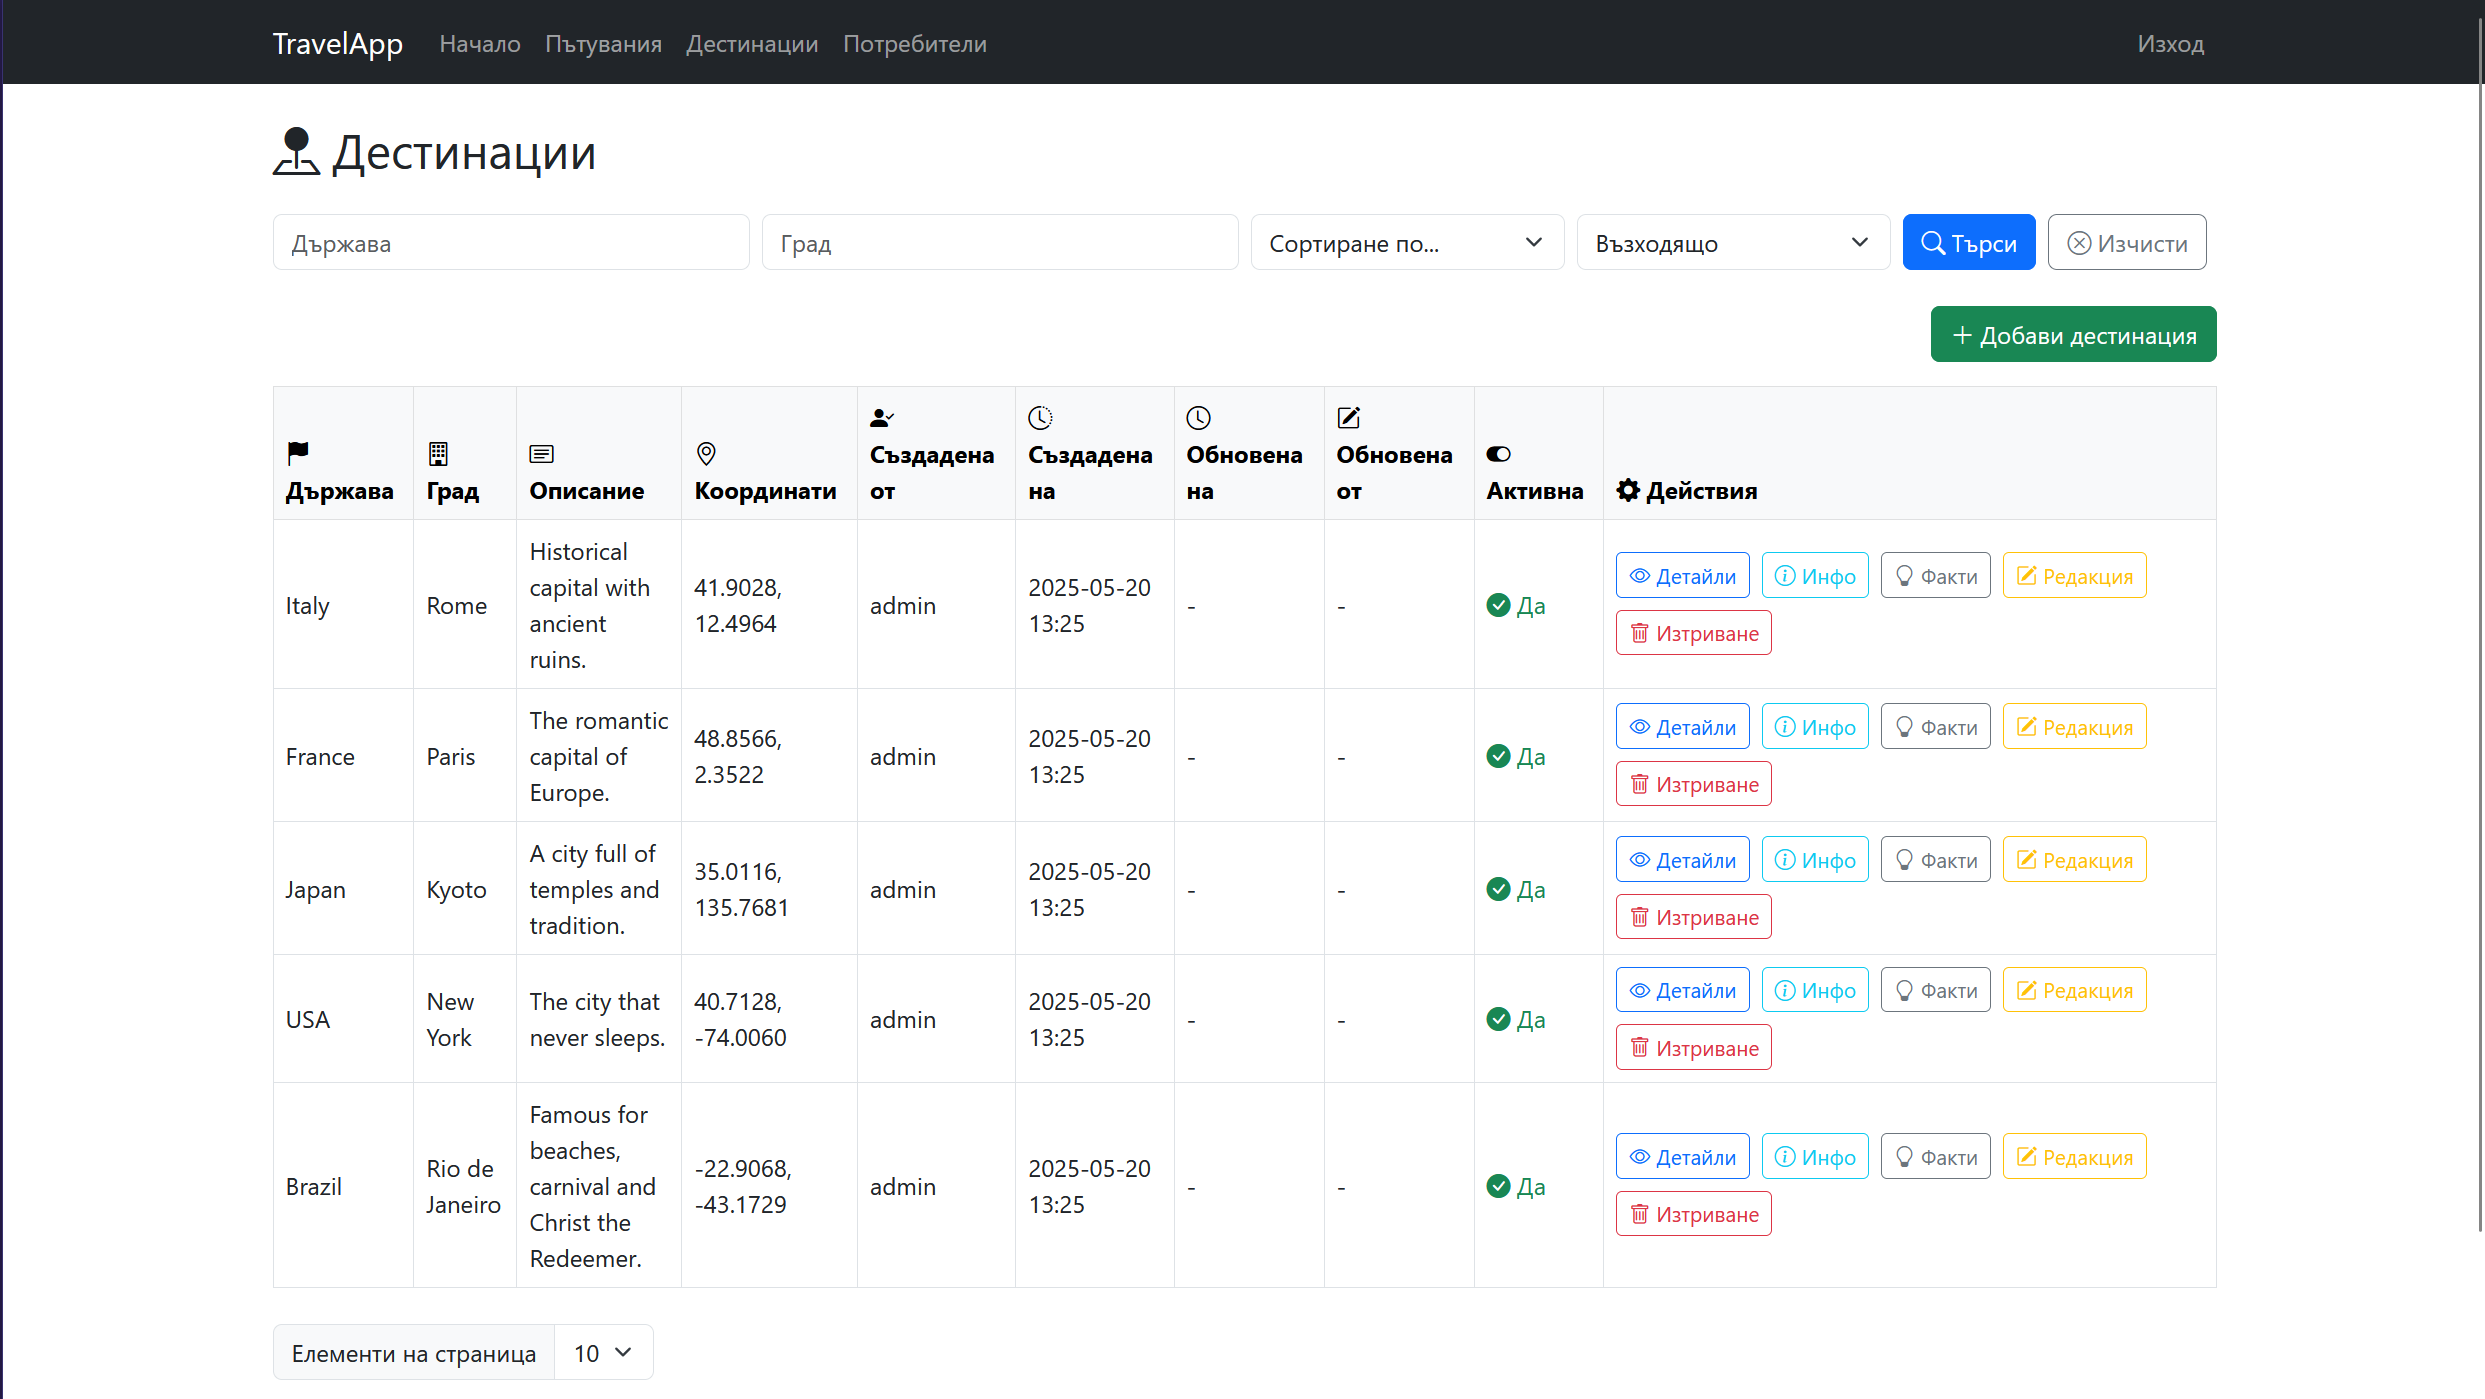 TravelApp Начало Пътувания Дестинации Потребители Изход
Дестинации
Държава Град Сортиране по... Възходящо Търси Изчисти
+ Добави дестинация
Държава Град Описание Координати Създадена от Създадена на Обновена на Обновена от Активна Действия
Italy Rome Historical capital with ancient ruins. 41.9028, 12.4964 admin 2025-05-20 13:25 - - Да Детайли Инфо Факти Редакция Изтриване
France Paris The romantic capital of Europe. 48.8566, 2.3522 admin 2025-05-20 13:25 - - Да Детайли Инфо Факти Редакция Изтриване
Japan Kyoto A city full of temples and tradition. 35.0116, 135.7681 admin 2025-05-20 13:25 - - Да Детайли Инфо Факти Редакция Изтриване
USA New York The city that never sleeps. 40.7128, -74.0060 admin 2025-05-20 13:25 - - Да Детайли Инфо Факти Редакция Изтриване
Brazil Rio de Janeiro Famous for beaches, carnival and Christ the Redeemer. -22.9068, -43.1729 admin 2025-05-20 13:25 - - Да Детайли Инфо Факти Редакция Изтриване
Елементи на страница 10